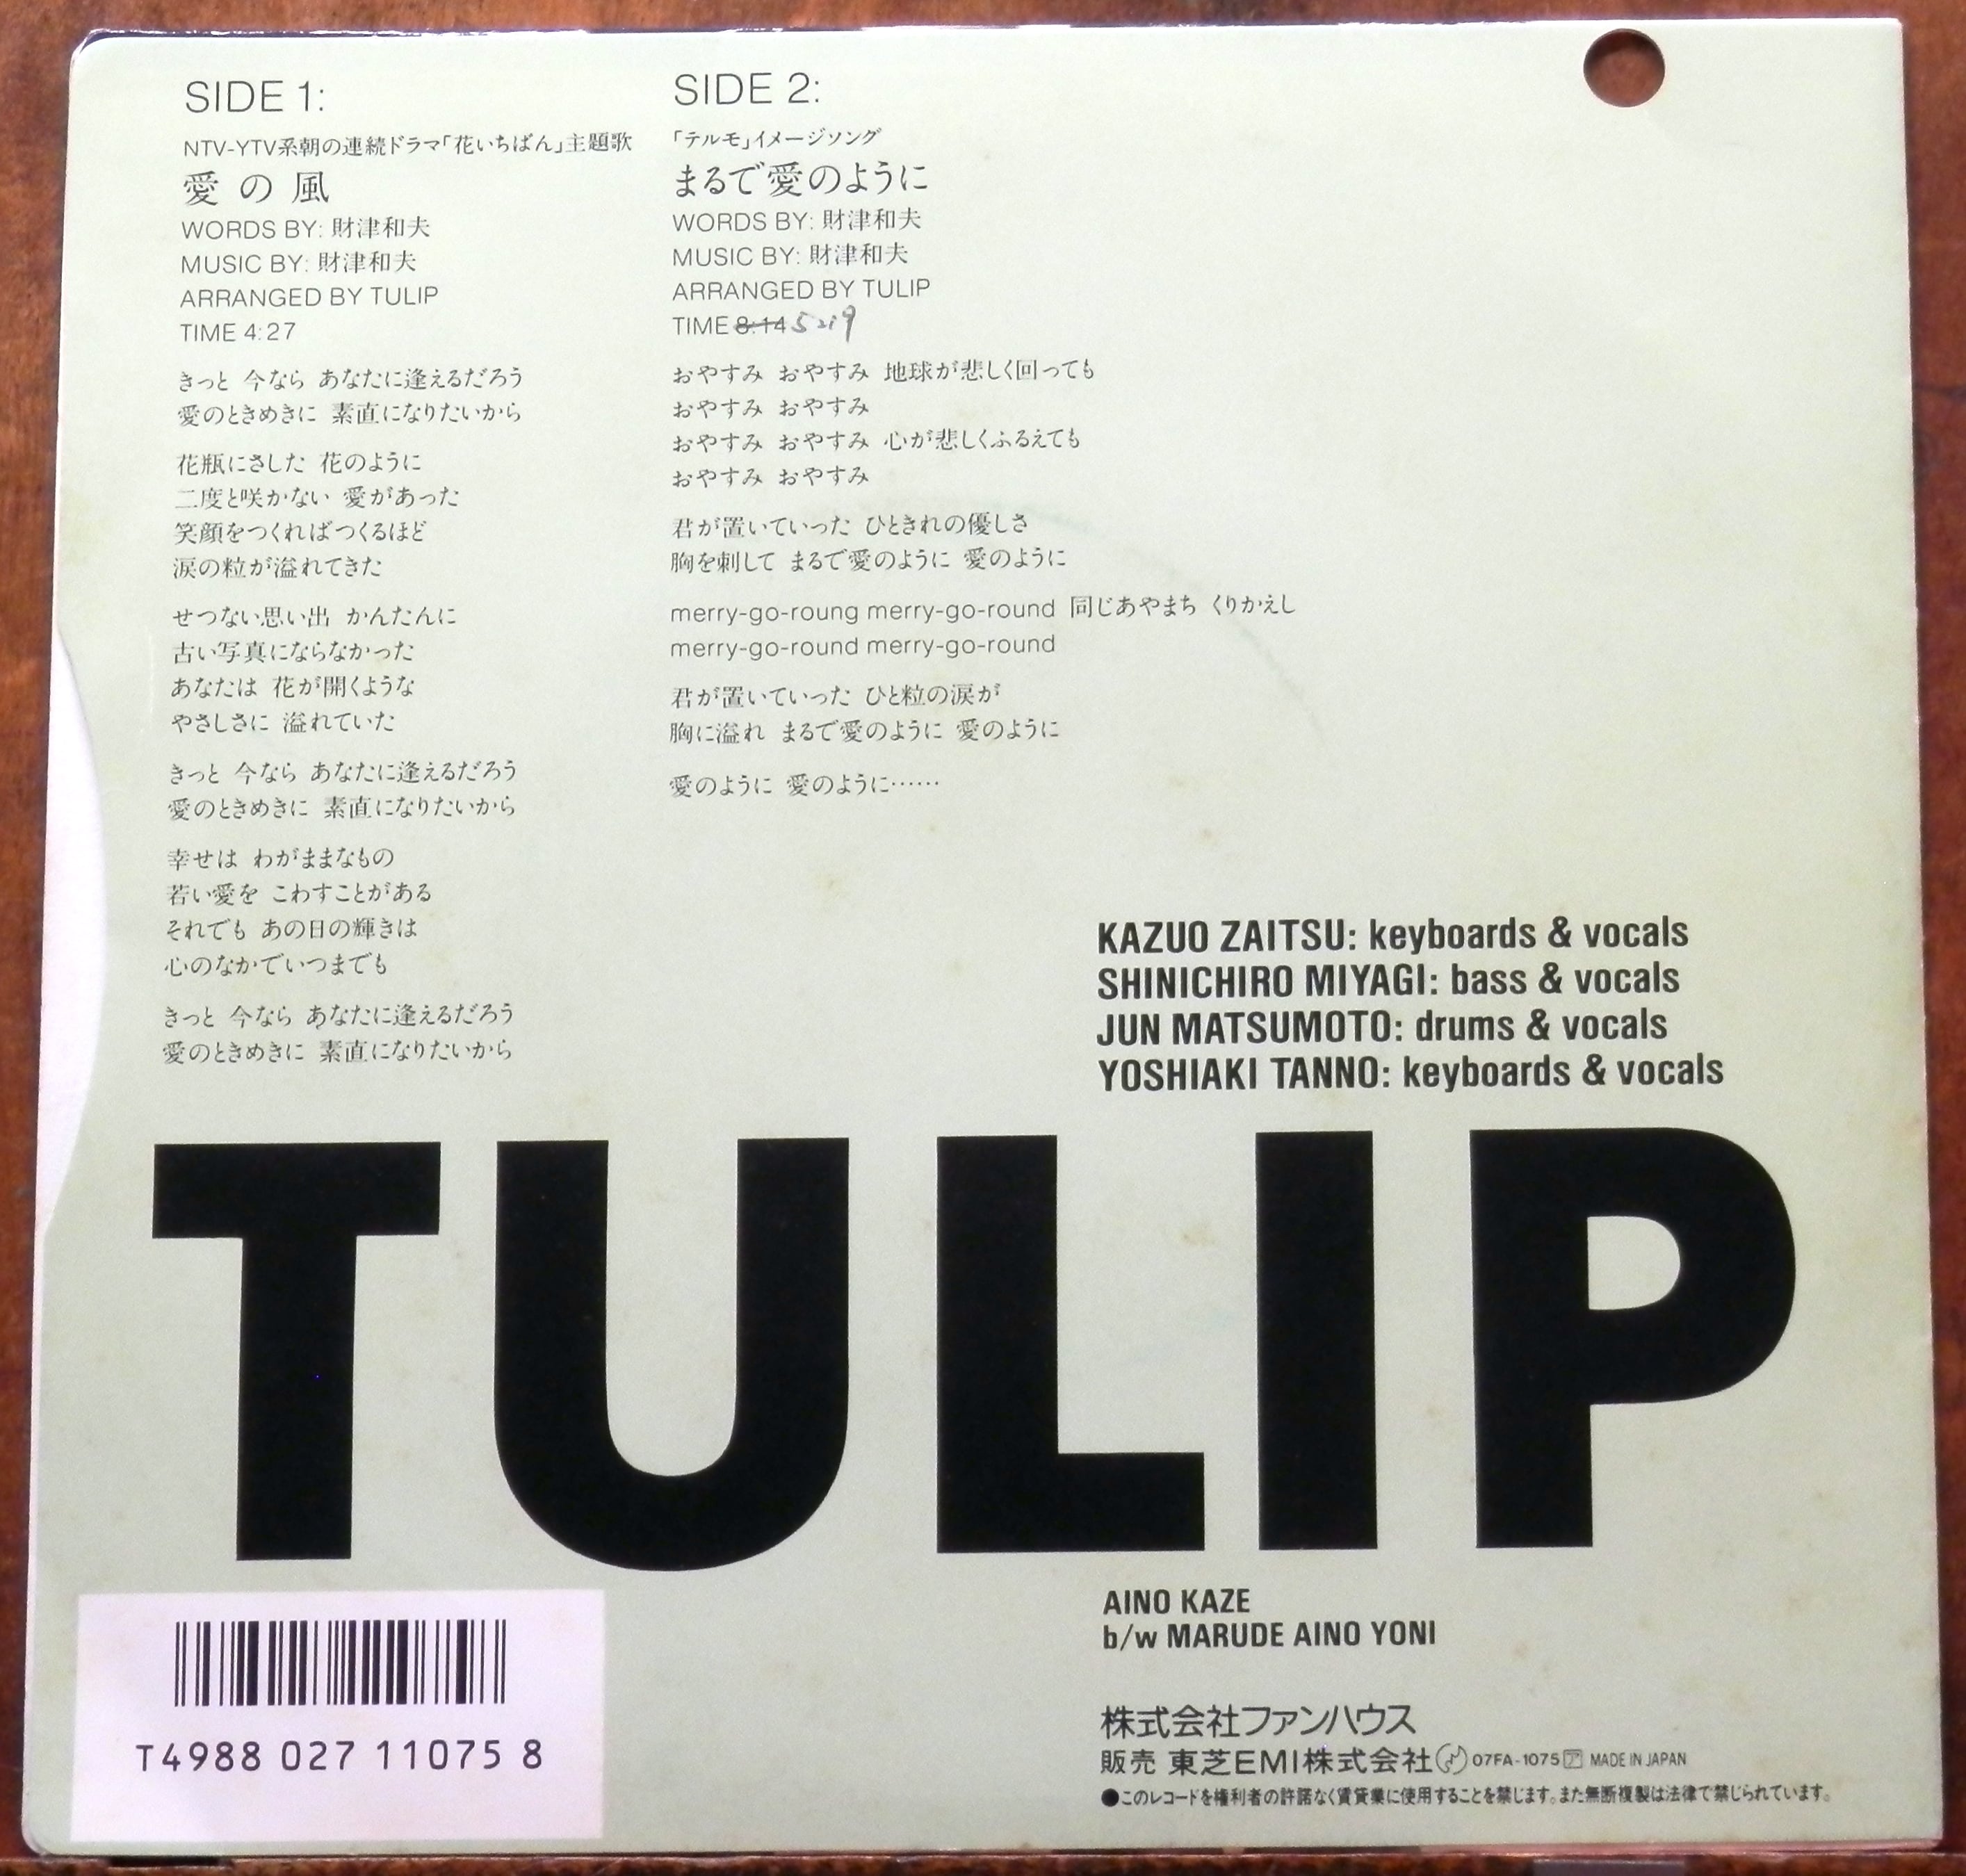 SIDE 1:
NTV-YTV系朝の連続ドラマ「花いちばん」主題歌
愛の風
WORDS BY: 財津和夫
MUSIC BY: 財津和夫
ARRANGED BY TULIP
TIME 4:27
きっと 今なら あなたに逢えるだろう
愛のときめきに 素直になりたいから
花瓶にさした 花のように
二度と咲かない 愛があった
笑顔をつくればつくるほど
涙の粒が溢れてきた
せつない思い出 かんたんに
古い写真にならなかった
あなたは 花が開くような
やさしさに 溢れていた
きっと 今なら あなたに逢えるだろう
愛のときめきに 素直になりたいから
幸せは わがままなもの
若い愛を こわすことがある
それでも あの日の輝きは
心のなかでいつまでも
きっと 今なら あなたに逢えるだろう
愛のときめきに 素直になりたいから
SIDE 2:
「テルモ」イメージソング
まるで愛のように
WORDS BY: 財津和夫
MUSIC BY: 財津和夫
ARRANGED BY TULIP
TIME 8:14
おやすみ おやすみ 地球が悲しく回っても
おやすみ おやすみ
おやすみ おやすみ 心が悲しくふるえても
おやすみ おやすみ
君が置いていった ひときれの優しさ
胸を刺して まるで愛のように 愛のように
merry-go-roung merry-go-round 同じあやまち くりかえし
merry-go-round merry-go-round
君が置いていった ひと粒の涙が
胸に溢れ まるで愛のように 愛のように
愛のように 愛のように……
KAZUO ZAITSU: keyboards & vocals
SHINICHIRO MIYAGI: bass & vocals
JUN MATSUMOTO: drums & vocals
YOSHIAKI TANNO: keyboards & vocals
TULIP
T4988 027 11075 8
AINO KAZE
b/w MARUDE AINO YONI
株式会社ファンハウス
販売 東芝EMI株式会社 07FA-1075 ア MADE IN JAPAN
●このレコードを権利者の許諾なく賃貸業に使用することを禁じます。また無断複製は法律で禁じられています。